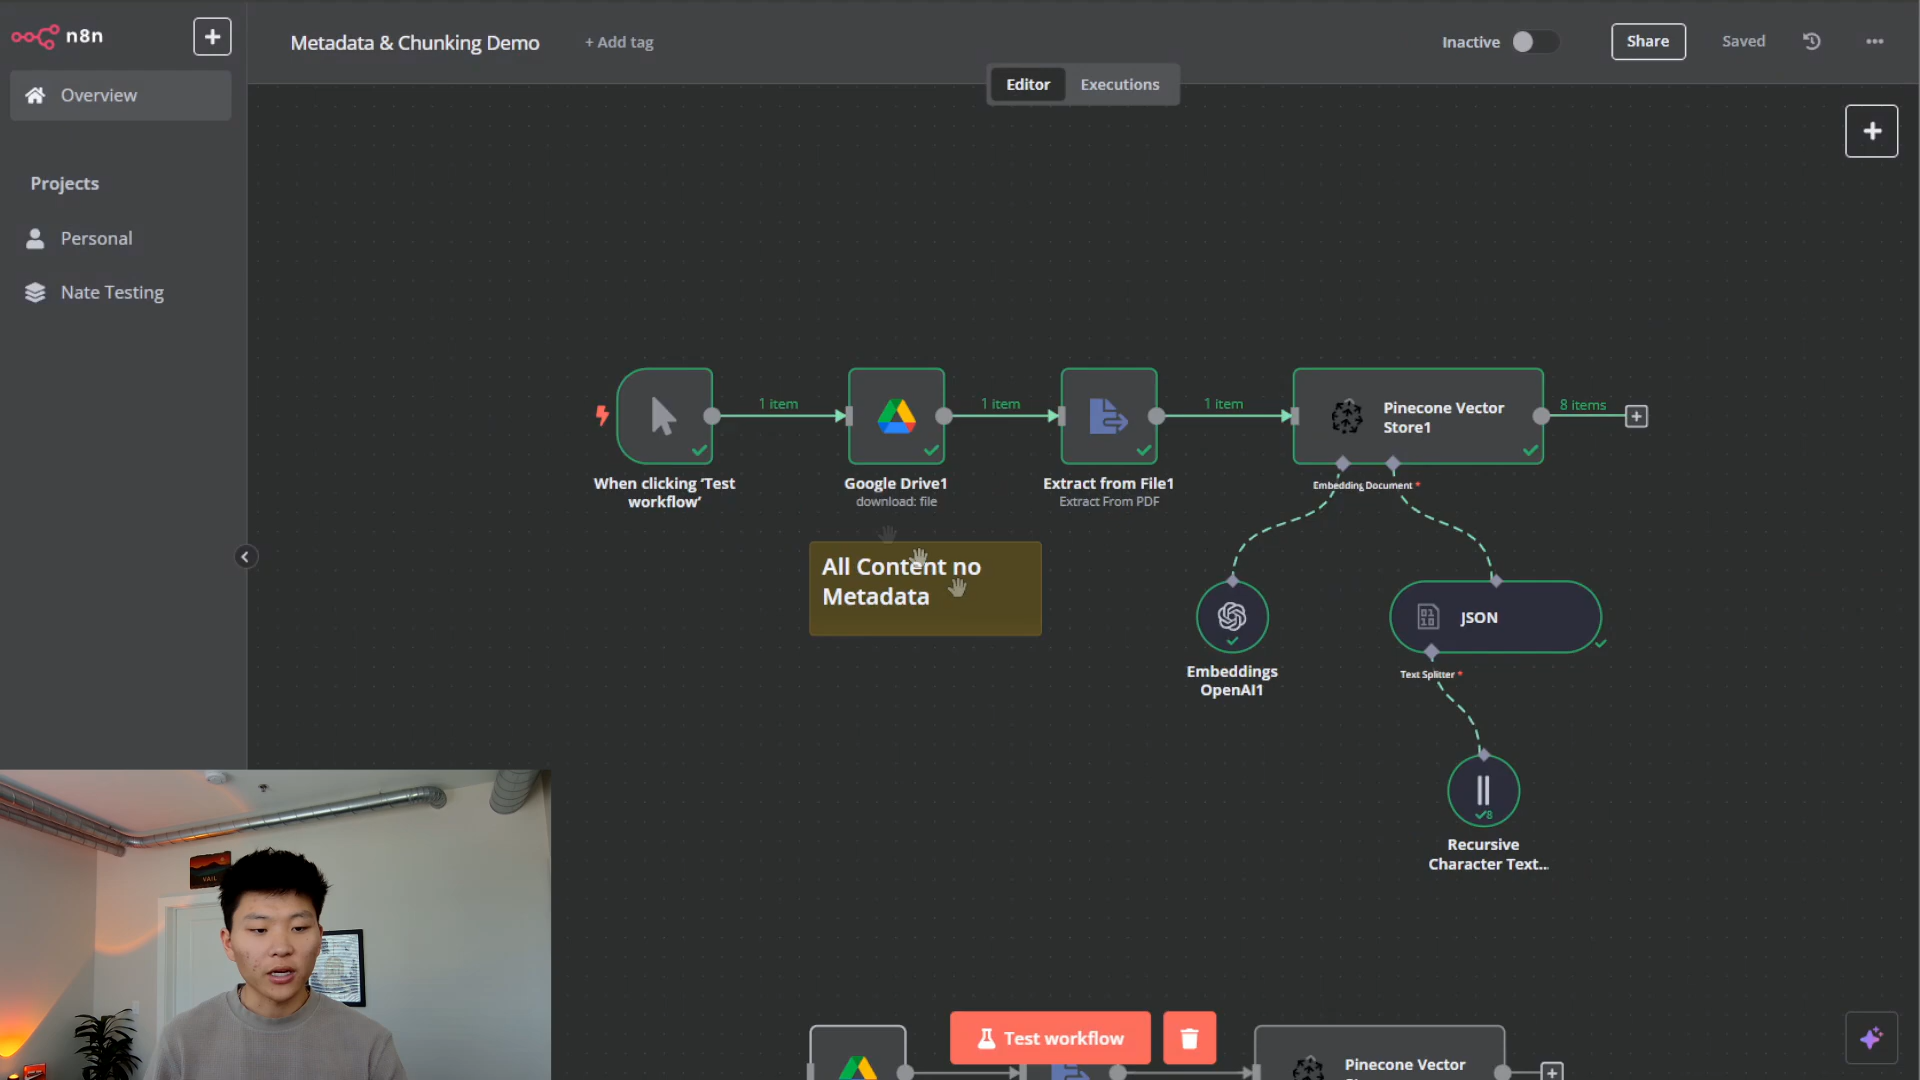 n8n
Overview
Projects
Personal
Nate Testing
Metadata & Chunking Demo
+ Add tag
Inactive
Share
Saved
Editor
Executions
1 item
1 item
1 item
8 items
Pinecone Vector
Store1
When clicking ‘Test
workflow’
Google Drive1
download: file
Extract from File1
Extract From PDF
Embedding
Document *
All Content no
Metadata
JSON
Embeddings
OpenAI1
Text Splitter *
8
Recursive
Character Text...
VAIL
Test workflow
Pinecone Vector